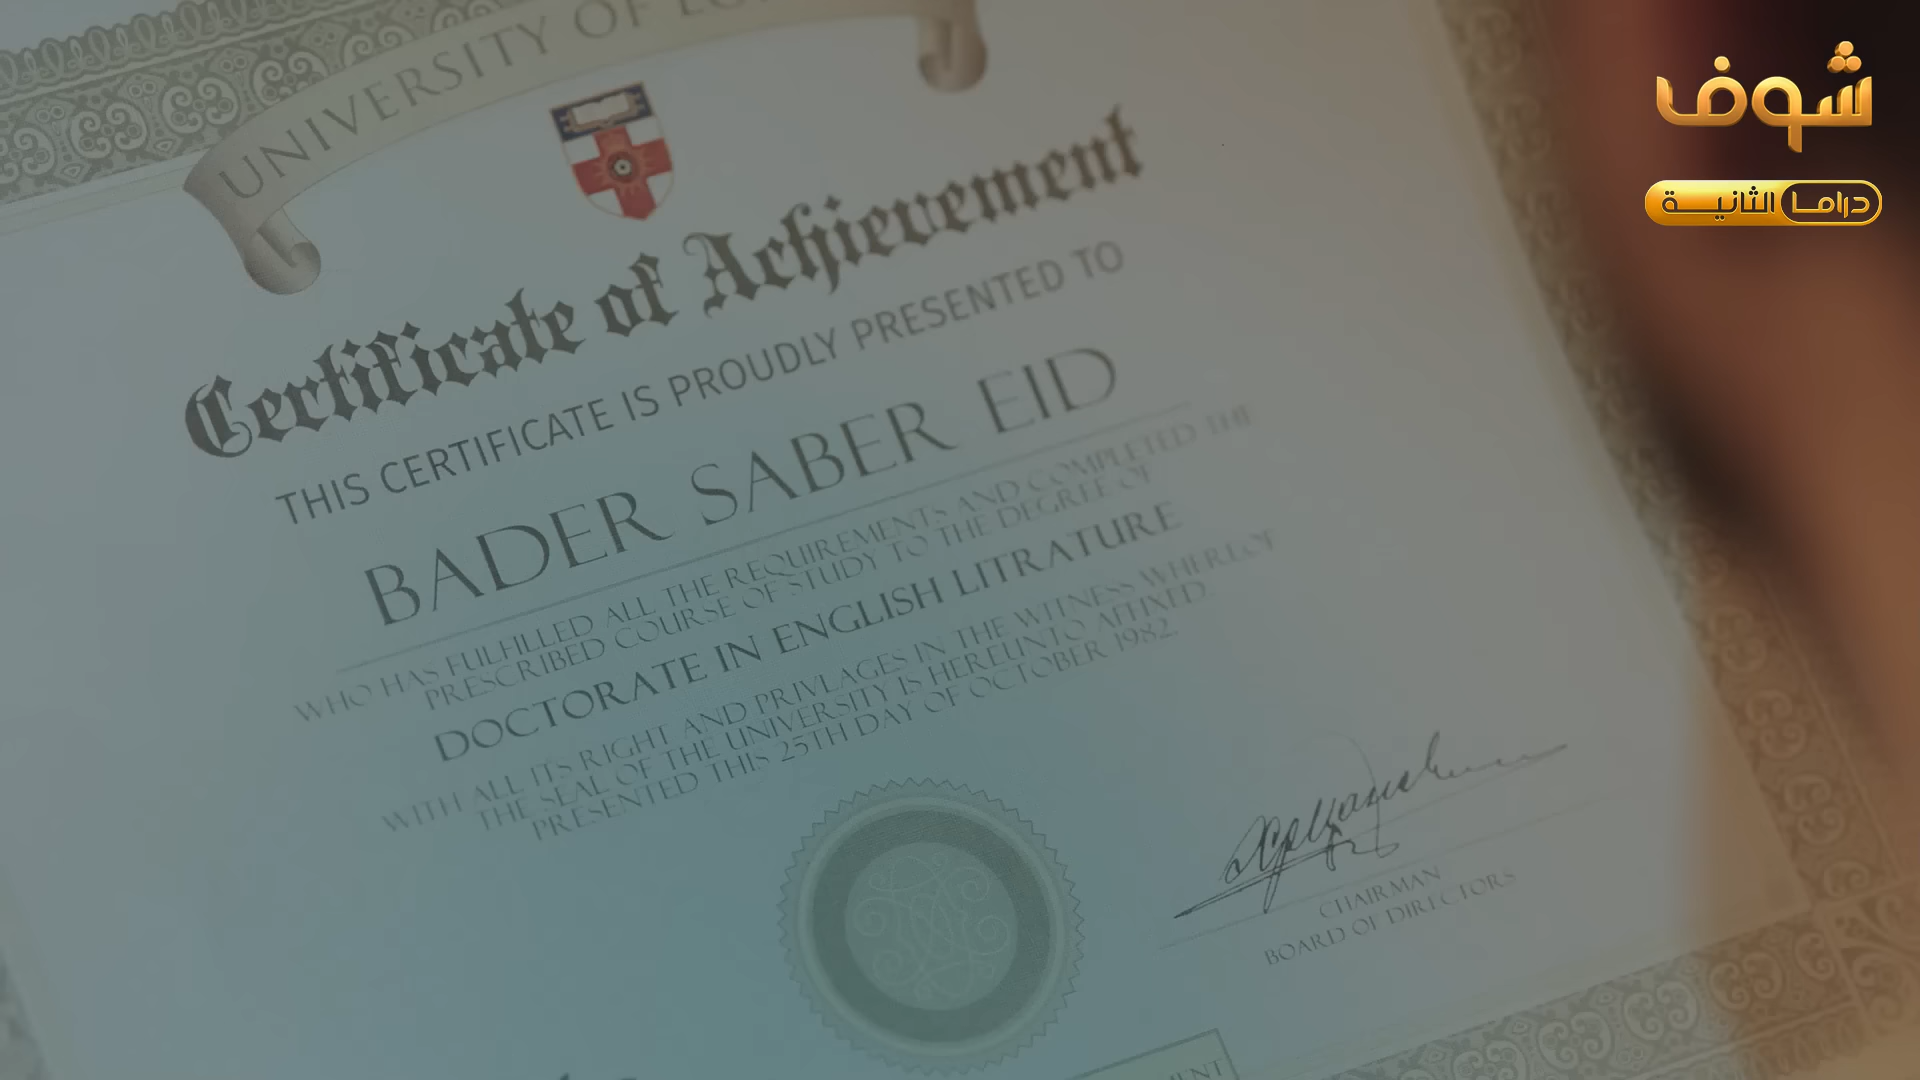 UNIVERSITY OF
شوف
دراما الثانية
Certificate of Achievement
THIS CERTIFICATE IS PROUDLY PRESENTED TO
BADER SABER EID
WHO HAS FULFILLED ALL THE REQUIREMENTS AND COMPLETED THE
PRESCRIBED COURSE OF STUDY TO THE DEGREE OF
DOCTORATE IN ENGLISH LITRATURE
WITH ALL ITS RIGHT AND PRIVLAGES IN THE WITNESS WHEREOF
THE SEAL OF THE UNIVERSITY IS HEREUNTO AFFIXED.
PRESENTED THIS 25TH DAY OF OCTOBER 1982.
CHAIRMAN
BOARD OF DIRECTORS